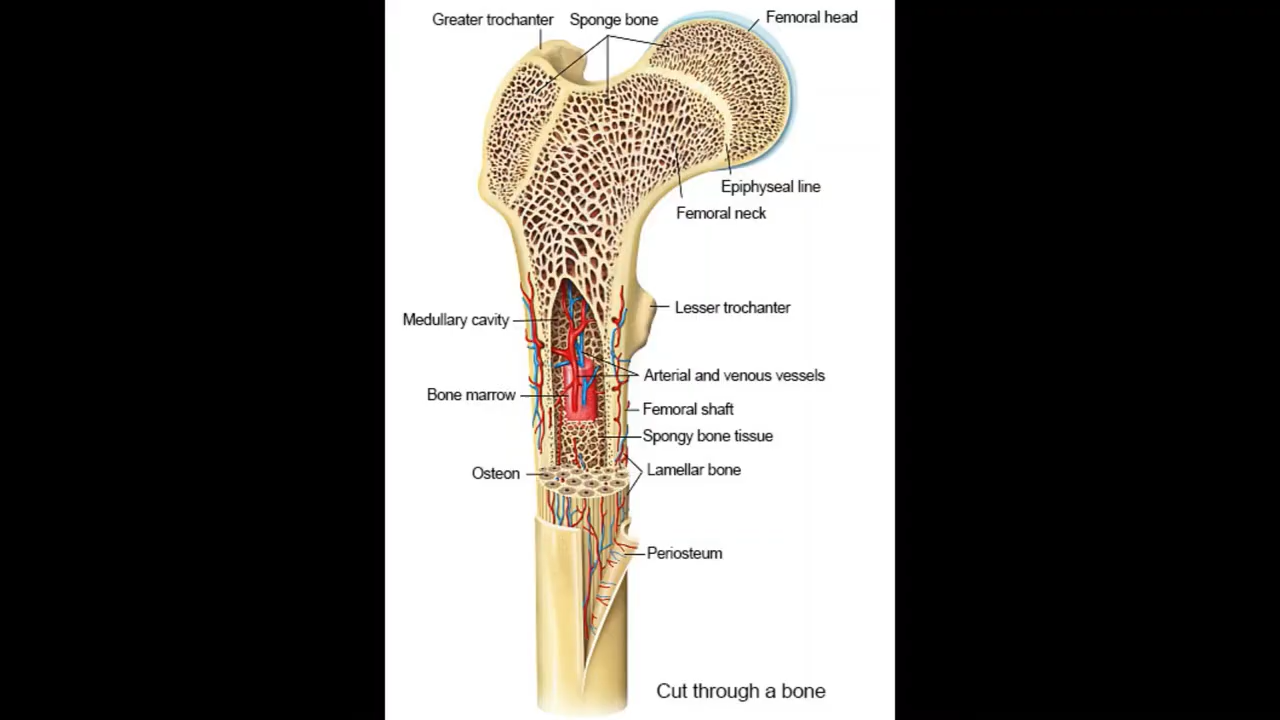 Greater trochanter
Sponge bone
Femoral head
Epiphyseal line
Femoral neck
Lesser trochanter
Medullary cavity
Arterial and venous vessels
Bone marrow
Femoral shaft
Spongy bone tissue
Lamellar bone
Osteon
Periosteum
Cut through a bone